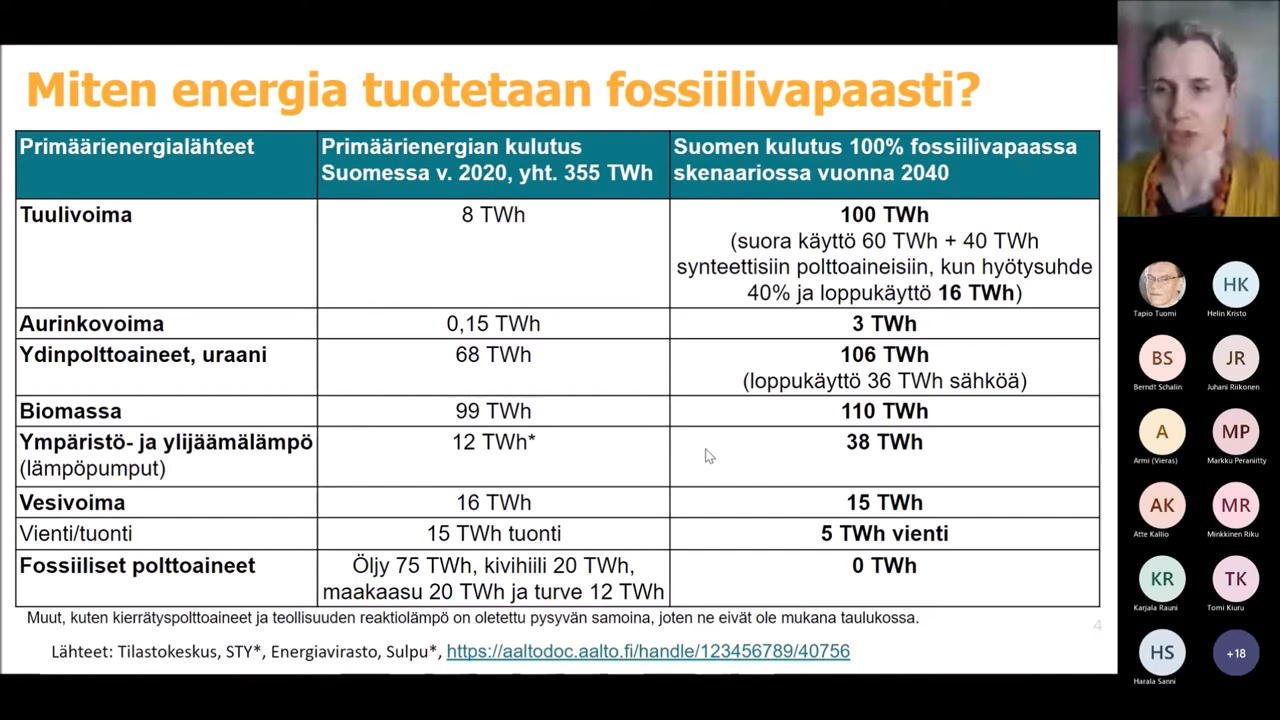 Miten energia tuotetaan fossiilivapaasti?
Primäärienergialähteet
Primäärienergian kulutus
Suomessa v. 2020, yht. 355 TWh
Suomen kulutus 100% fossiilivapaassa
skenaariossa vuonna 2040
Tuulivoima
8 TWh
100 TWh
(suora käyttö 60 TWh + 40 TWh
synteettisiin polttoaineisiin, kun hyötysuhde
40% ja loppukäyttö 16 TWh)
Aurinkovoima
0,15 TWh
3 TWh
Ydinpolttoaineet, uraani
68 TWh
106 TWh
(loppukäyttö 36 TWh sähköä)
Biomassa
99 TWh
110 TWh
Ympäristö- ja ylijäämälämpö
(lämpöpumput)
12 TWh*
38 TWh
Vesivoima
16 TWh
15 TWh
Vienti/tuonti
15 TWh tuonti
5 TWh vienti
Fossiiliset polttoaineet
Öljy 75 TWh, kivihiili 20 TWh,
maakaasu 20 TWh ja turve 12 TWh
0 TWh
Muut, kuten kierrätyspolttoaineet ja teollisuuden reaktiolämpö on oletettu pysyvän samoina, joten ne eivät ole mukana taulukossa.
4
Lähteet: Tilastokeskus, STY*, Energiavirasto, Sulpu*, https://aaltodoc.aalto.fi/handle/123456789/40756
Tapio Tuomi
HK
Helin Kristo
BS
Berndt Schalin
JR
Juhani Riikonen
A
Armi (Vieras)
MP
Markku Peraniitty
AK
Atte Kallio
MR
Minkkinen Riku
KR
Karjala Rauni
TK
Tomi Kiuru
HS
Harala Sanni
+18